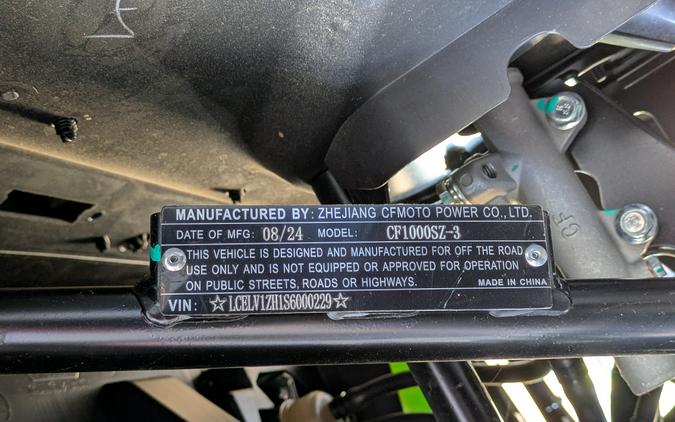 MANUFACTURED BY: ZHEJIANG CFMOTO POWER CO., LTD.
DATE OF MFG: 08/24 MODEL: CF1000SZ-3
THIS VEHICLE IS DESIGNED AND MANUFACTURED FOR OFF THE ROAD
USE ONLY AND IS NOT EQUIPPED OR APPROVED FOR OPERATION
ON PUBLIC STREETS, ROADS OR HIGHWAYS. MADE IN CHINA
VIN: ☆LCELV1ZH1S6000229☆
CF